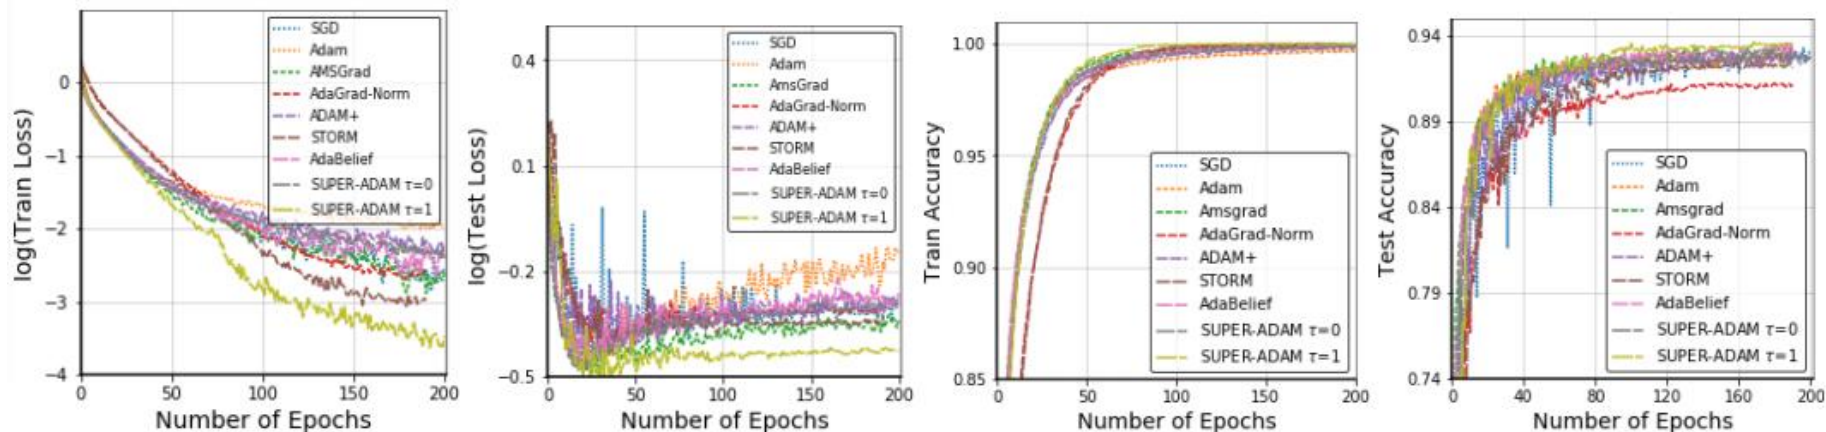 log(Train Loss)
0
−1
−2
−3
−4
0
50
100
150
200
Number of Epochs
SGD
Adam
AMSGrad
AdaGrad-Norm
ADAM+
STORM
AdaBelief
SUPER-ADAM τ=0
SUPER-ADAM τ=1
log(Test Loss)
0.4
0.1
−0.2
−0.5
0
50
100
150
200
Number of Epochs
SGD
Adam
AmsGrad
AdaGrad-Norm
ADAM+
STORM
AdaBelief
SUPER-ADAM τ=0
SUPER-ADAM τ=1
Train Accuracy
1.00
0.95
0.90
0.85
0
50
100
150
200
Number of Epochs
SGD
Adam
Amsgrad
AdaGrad-Norm
ADAM+
STORM
AdaBelief
SUPER-ADAM τ=0
SUPER-ADAM τ=1
Test Accuracy
0.94
0.89
0.84
0.79
0.74
0
40
80
120
160
200
Number of Epochs
SGD
Adam
Amsgrad
AdaGrad-Norm
ADAM+
STORM
AdaBelief
SUPER-ADAM τ=0
SUPER-ADAM τ=1